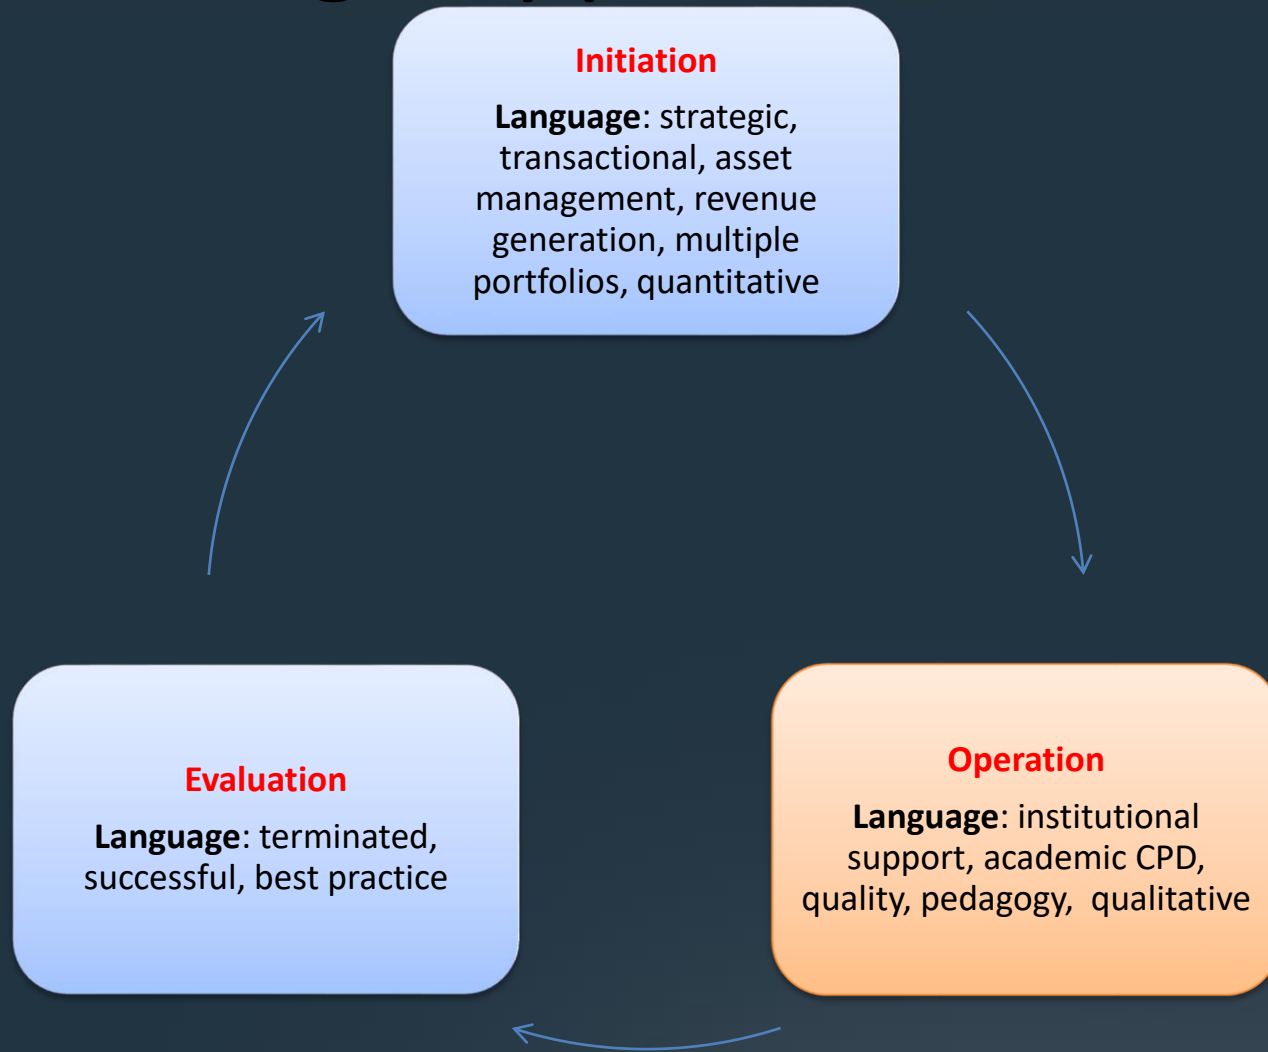 Initiation
Language: strategic,
transactional, asset
management, revenue
generation, multiple
portfolios, quantitative
Evaluation
Language: terminated,
successful, best practice
Operation
Language: institutional
support, academic CPD,
quality, pedagogy,  qualitative